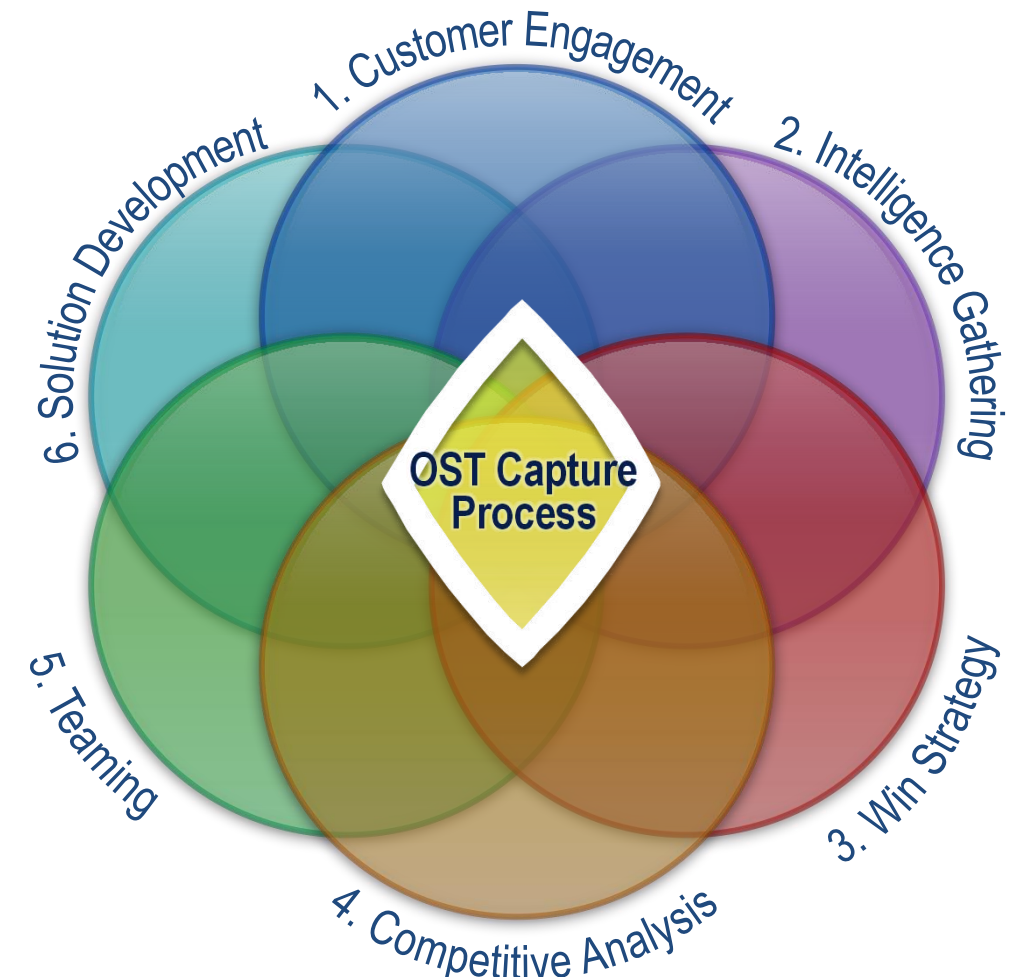 1. Customer Engagement
2. Intelligence Gathering
3. Win Strategy
4. Competitive Analysis
5. Teaming
6. Solution Development
OST Capture
Process